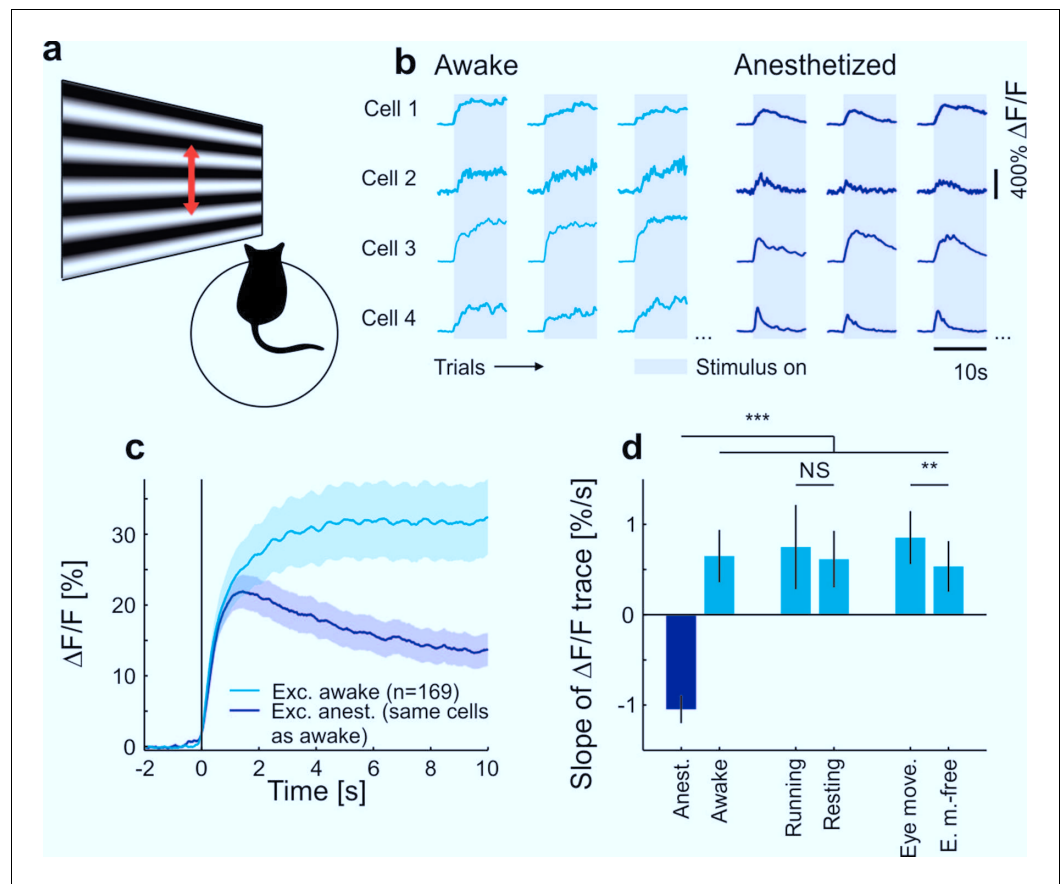 a
b
Awake
Anesthetized
Cell 1
Cell 2
Cell 3
Cell 4
400% ΔF/F
...
...
Trials
Stimulus on
10s
c
ΔF/F [%]
30
20
10
0
-2
0
2
4
6
8
10
Time [s]
Exc. awake (n=169)
Exc. anest. (same cells
as awake)
d
***
NS
**
Slope of ΔF/F trace [%/s]
1
0
-1
Anest.
Awake
Running
Resting
Eye move.
E. m.-free